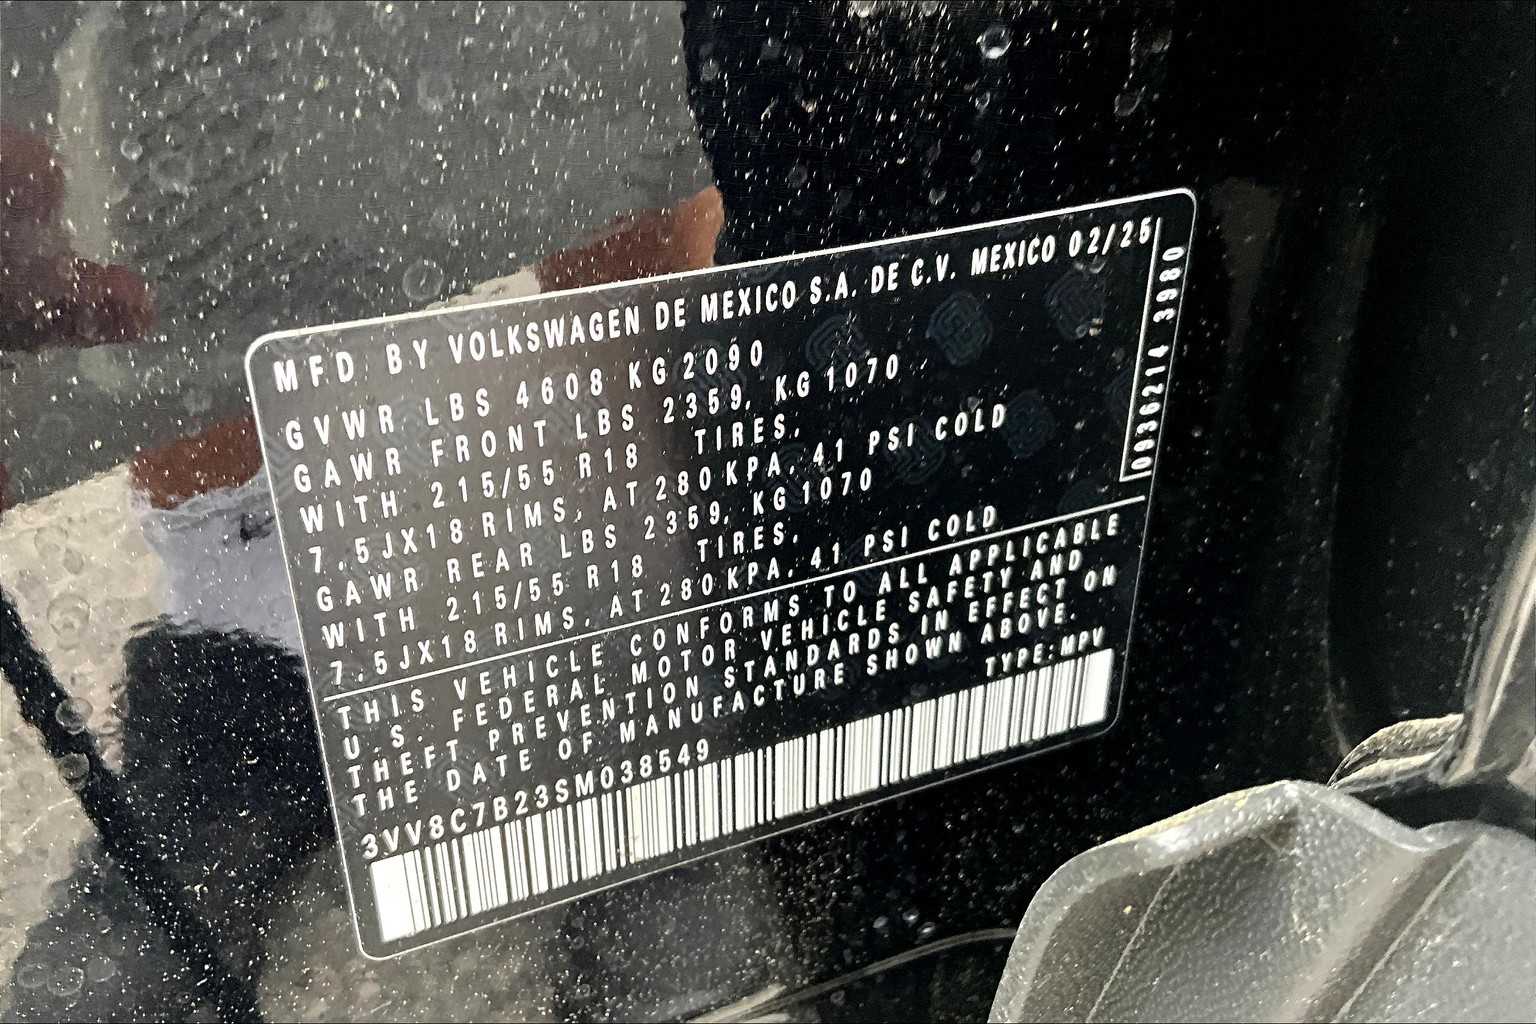 MFD BY VOLKSWAGEN DE MEXICO S.A. DE C.V. MEXICO 02/25
GVWR LBS 4608 KG 2090
GAWR FRONT LBS 2359, KG 1070
WITH 215/55 R18 TIRES,
7.5JX18 RIMS, AT 280 KPA, 41 PSI COLD
GAWR REAR LBS 2359, KG 1070
WITH 215/55 R18 TIRES,
7.5JX18 RIMS, AT 280 KPA, 41 PSI COLD
THIS VEHICLE CONFORMS TO ALL APPLICABLE
U.S. FEDERAL MOTOR VEHICLE SAFETY AND
THEFT PREVENTION STANDARDS IN EFFECT ON
THE DATE OF MANUFACTURE SHOWN ABOVE.
TYPE: MPV
3VV8C7B23SM038549
0036214 3980